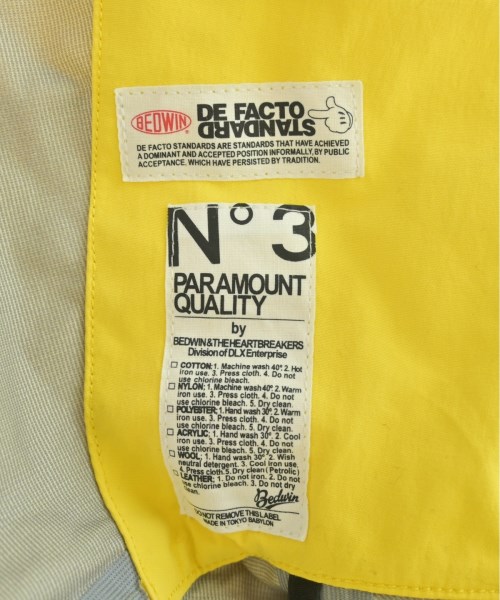 BEDWIN
DE FACTO
STANDARD
DE FACTO STANDARDS ARE STANDARDS THAT HAVE ACHIEVED
A DOMINANT AND ACCEPTED POSITION INFORMALLY, BY PUBLIC
ACCEPTANCE, WHICH HAVE PERSISTED BY TRADITION.
N° 3
PARAMOUNT
QUALITY
by
BEDWIN&THEHEARTBREAKERS
Division of DLX Enterprise
COTTON; 1. Machine wash 40°. 2. Hot
iron use. 3. Press cloth. 4. Do not
use chlorine bleach.
NYLON; 1. Machine wash 40°. 2. Warm
iron use. 3. Press cloth. 4. Do not
use chlorine bleach. 5. Dry clean.
POLYESTER; 1. Hand wash 30°. 2. Warm
iron use. 3. Press cloth. 4. Do not
use chlorine bleach. 5. Dry clean.
ACRYLIC; 1. Hand wash 30°. 2. Cool
iron use. 3. Press cloth. 4. Do not
use chlorine bleach. 5. Dry clean.
WOOL; 1. Hand wash 30°. 2. Wish
neutral detergent. 3. Cool iron use.
4. Press cloth. 5. Dry clean (Petrolic)
LEATHER; 1. Do not iron. 2. Do not
use chlorine bleach. 3. Do not dry
clean.
Bedwin
DO NOT REMOVE THIS LABEL
MADE IN TOKYO BABYLON